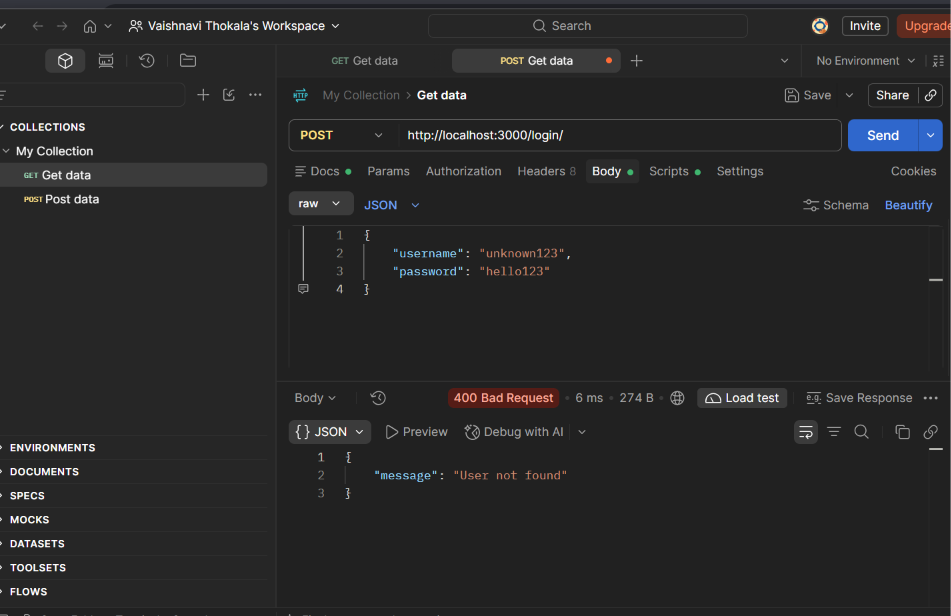 Vaishnavi Thokala's Workspace
Search
Invite
Upgrade
GET Get data
POST Get data
No Environment
COLLECTIONS
My Collection
GET Get data
POST Post data
HTTP My Collection > Get data
Save
Share
POST
http://localhost:3000/login/
Send
Docs
Params
Authorization
Headers 8
Body
Scripts
Settings
Cookies
raw
JSON
Schema
Beautify
1 {
2 "username": "unknown123",
3 "password": "hello123"
4 }
Body
400 Bad Request
6 ms
274 B
Load test
e.g. Save Response
{} JSON
Preview
Debug with AI
1 {
2 "message": "User not found"
3 }
ENVIRONMENTS
DOCUMENTS
SPECS
MOCKS
DATASETS
TOOLSETS
FLOWS